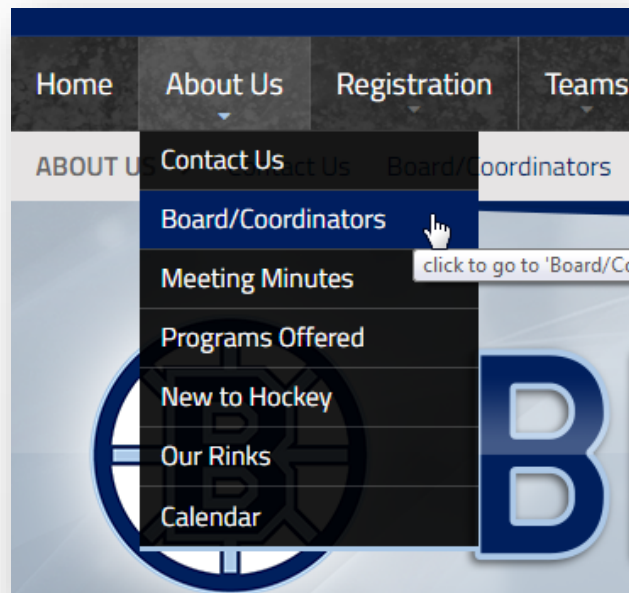 Home About Us Registration Teams
ABOUT US Contact Us Board/Coordinators
Contact Us
Board/Coordinators
click to go to 'Board/Co
Meeting Minutes
Programs Offered
New to Hockey
Our Rinks
Calendar
B
B